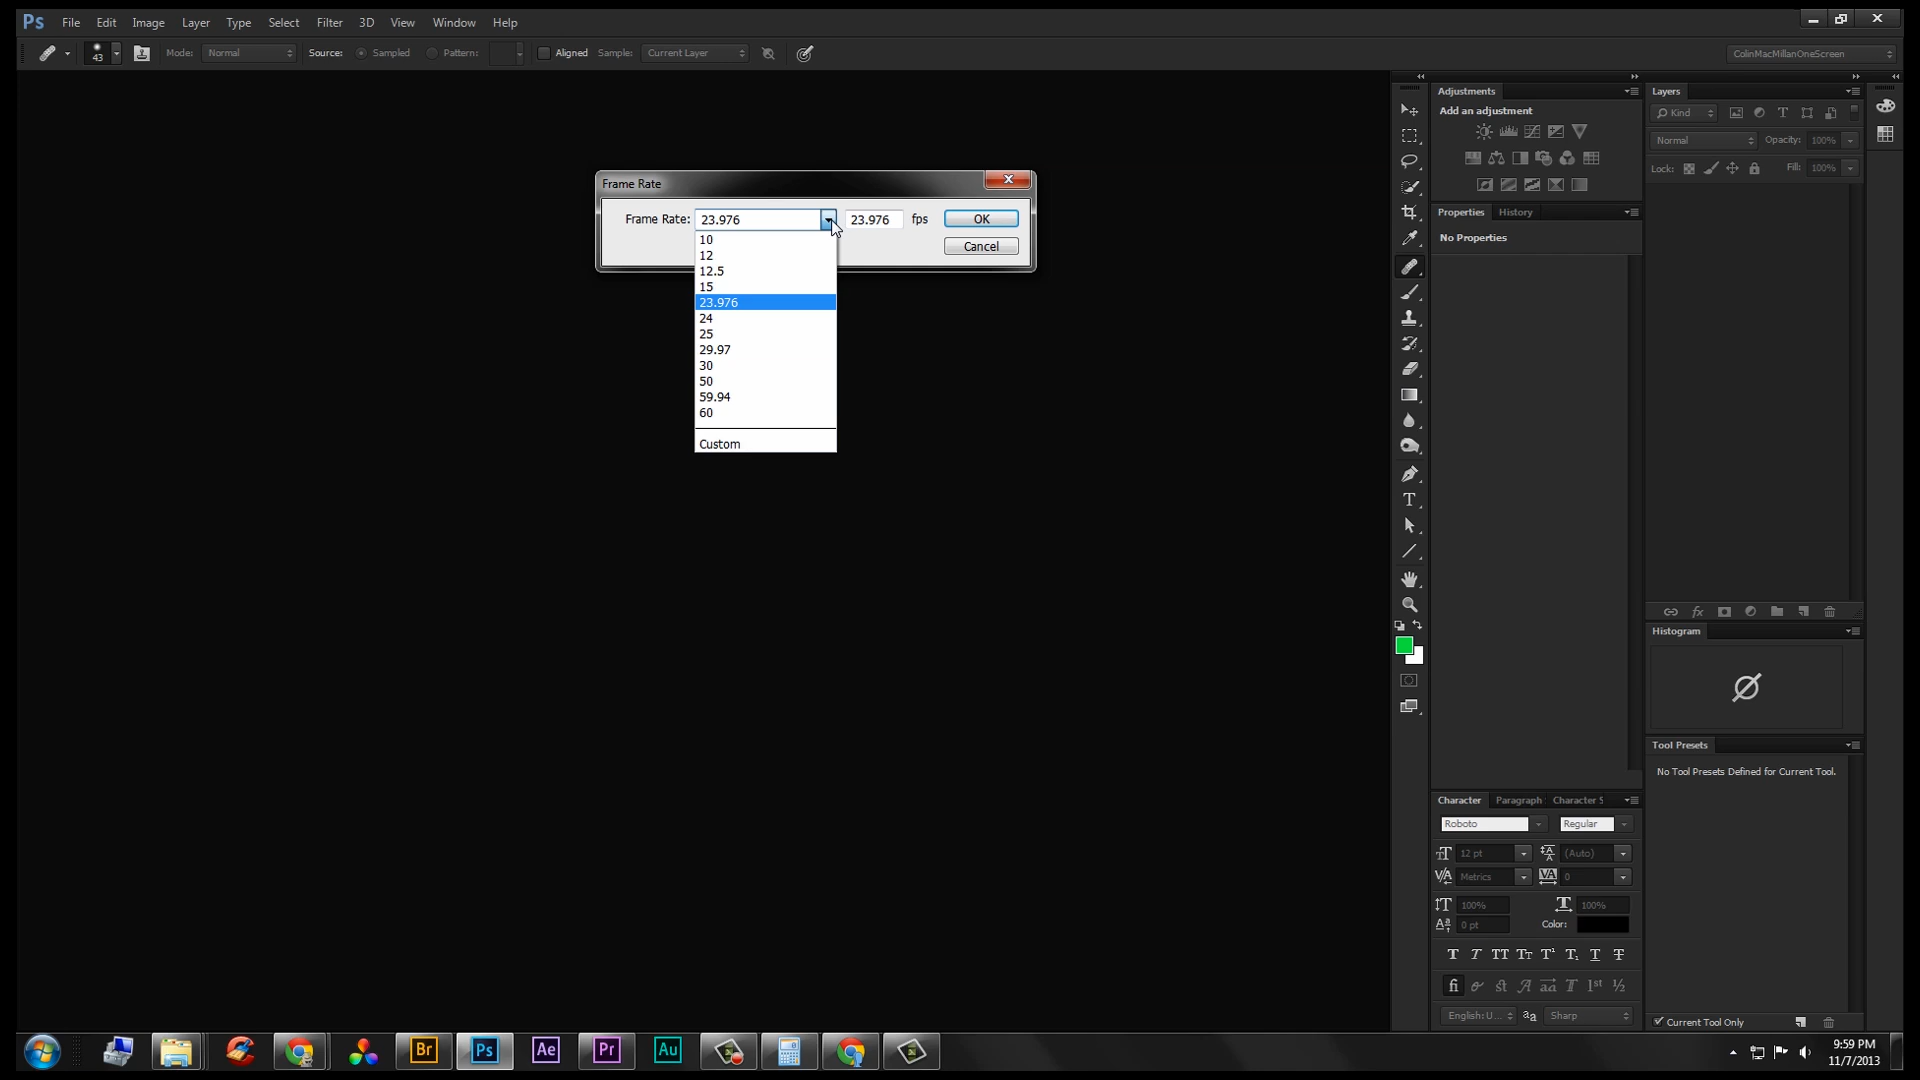 Ps File Edit Image Layer Type Select Filter 3D View Window Help
43 Mode: Normal Source: Sampled Pattern: Aligned Sample: Current Layer ColinMacMillanOneScreen
Adjustments
Add an adjustment
Layers
Kind
Normal Opacity: 100%
Lock: Fill: 100%
Frame Rate
Frame Rate: 23.976 23.976 fps OK
Cancel
10
12
12.5
15
23.976
24
25
29.97
30
50
59.94
60
Custom
Properties History
No Properties
Histogram
Tool Presets
No Tool Presets Defined for Current Tool.
Character Paragraph Character S
Roboto Regular
12 pt (Auto)
Metrics 0
100% 100%
0 pt Color:
English: U... aa Sharp
Current Tool Only
Br Ps Ae Pr Au
9:59 PM
11/7/2013